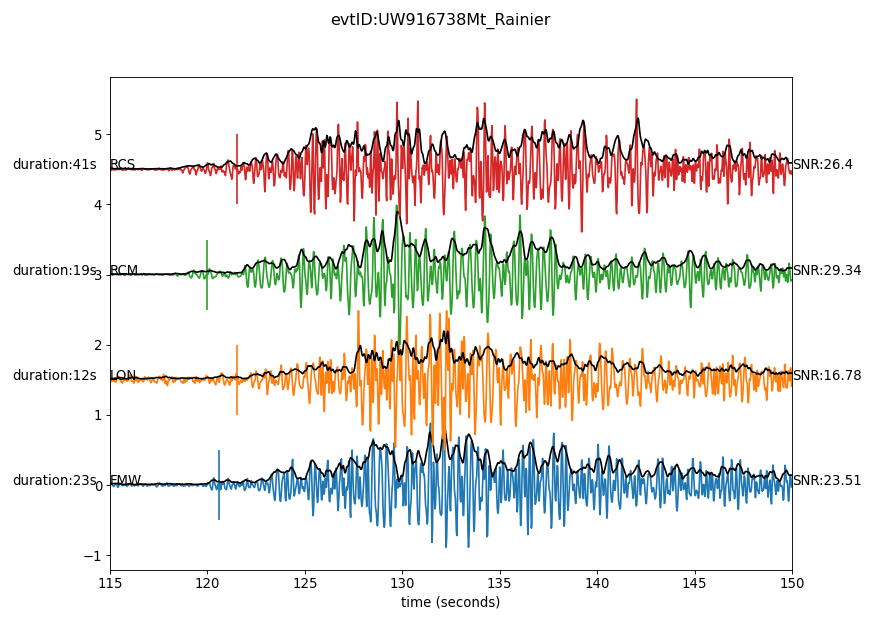 evtID:UW916738Mt_Rainier
5
duration:41s RCS SNR:26.4
4
duration:19s RCM SNR:29.34
3
2
duration:12s LON SNR:16.78
1
duration:23s FMW SNR:23.51
0
−1
115 120 125 130 135 140 145 150
time (seconds)